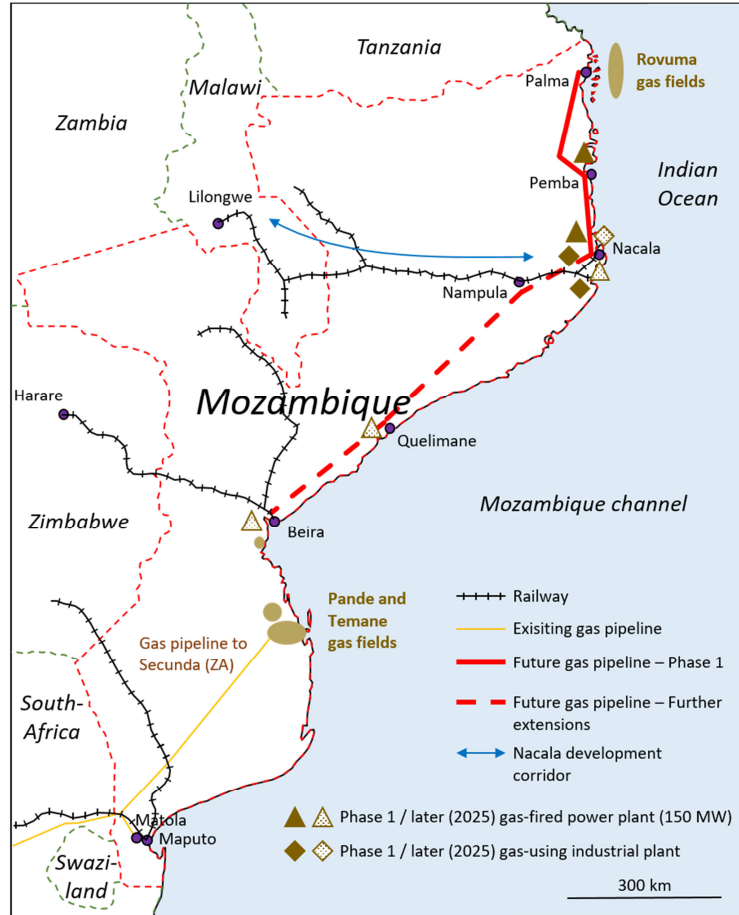 Tanzania
Malawi
Zambia
Palma
Rovuma
gas fields
Indian
Ocean
Pemba
Lilongwe
Nacala
Nampula
Harare
Mozambique
Quelimane
Mozambique channel
Zimbabwe
Beira
Pande and
Temane
gas fields
Gas pipeline to
Secunda (ZA)
South-
Africa
Matola
Maputo
Swazi-
land
Railway
Exisiting gas pipeline
Future gas pipeline – Phase 1
Future gas pipeline – Further
extensions
Nacala development
corridor
Phase 1 / later (2025) gas-fired power plant (150 MW)
Phase 1 / later (2025) gas-using industrial plant
300 km